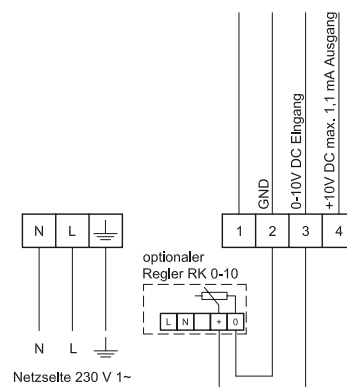 GND
0-10V DC EIngang
+10V DC max. 1,1 mA Ausgang
N L
1 2 3 4
optionaler
Regler RK 0-10
L N + 0
N L
Netzselte 230 V 1~